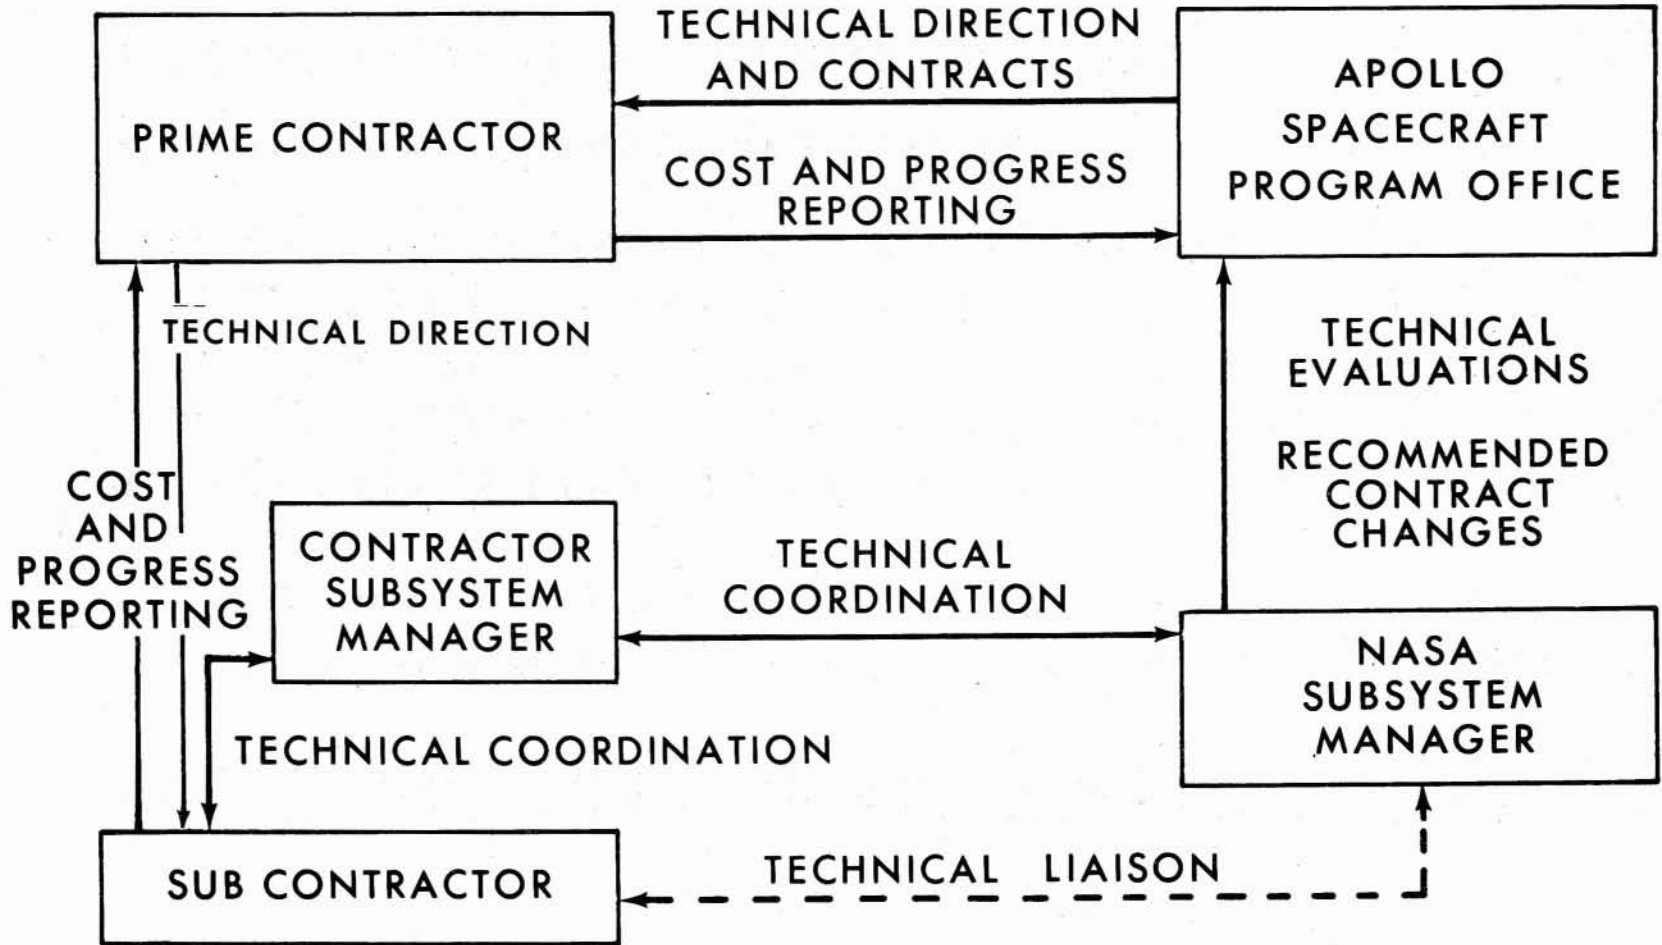 TECHNICAL DIRECTION
AND CONTRACTS
PRIME CONTRACTOR
APOLLO
SPACECRAFT
PROGRAM OFFICE
COST AND PROGRESS
REPORTING
TECHNICAL DIRECTION
TECHNICAL
EVALUATIONS
RECOMMENDED
CONTRACT
CHANGES
COST
AND
PROGRESS
REPORTING
CONTRACTOR
SUBSYSTEM
MANAGER
TECHNICAL
COORDINATION
NASA
SUBSYSTEM
MANAGER
TECHNICAL COORDINATION
SUB CONTRACTOR
TECHNICAL LIAISON